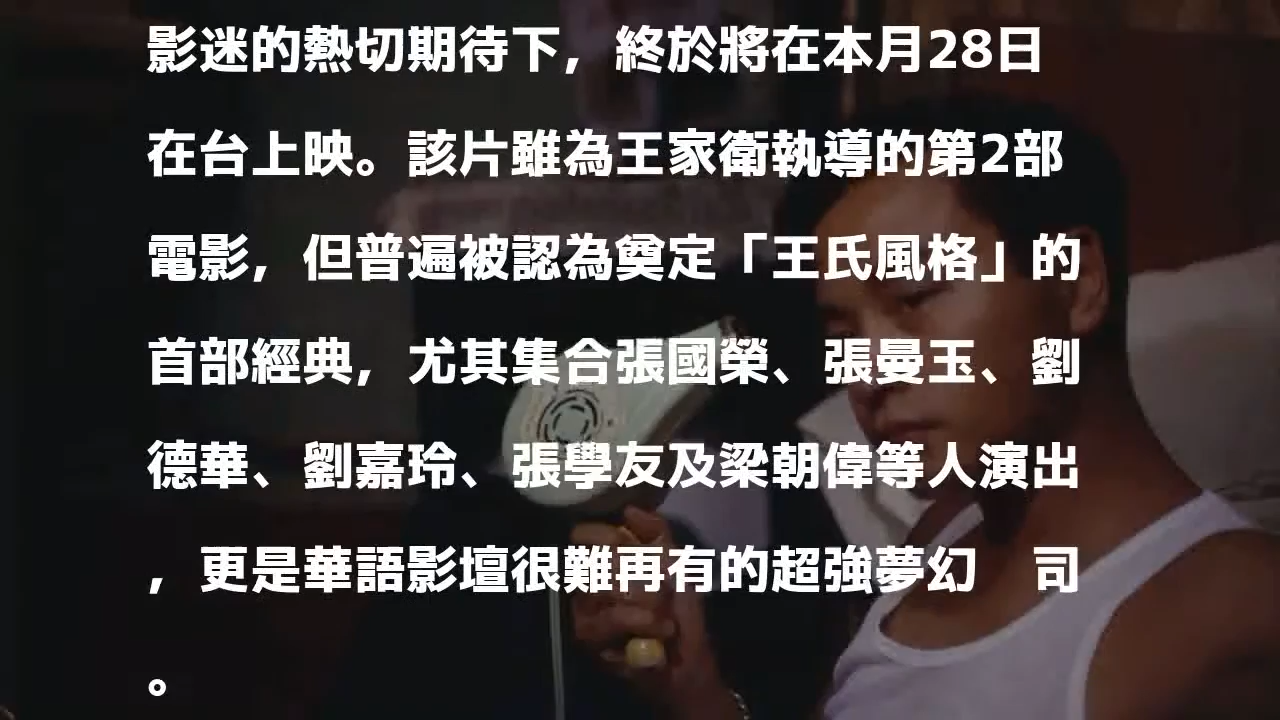 影迷的熱切期待下，終於將在本月28日
在台上映。該片雖為王家衛執導的第2部
電影，但普遍被認為奠定「王氏風格」的
首部經典，尤其集合張國榮、張曼玉、劉
德華、劉嘉玲、張學友及梁朝偉等人演出
，更是華語影壇很難再有的超強夢幻　司
。